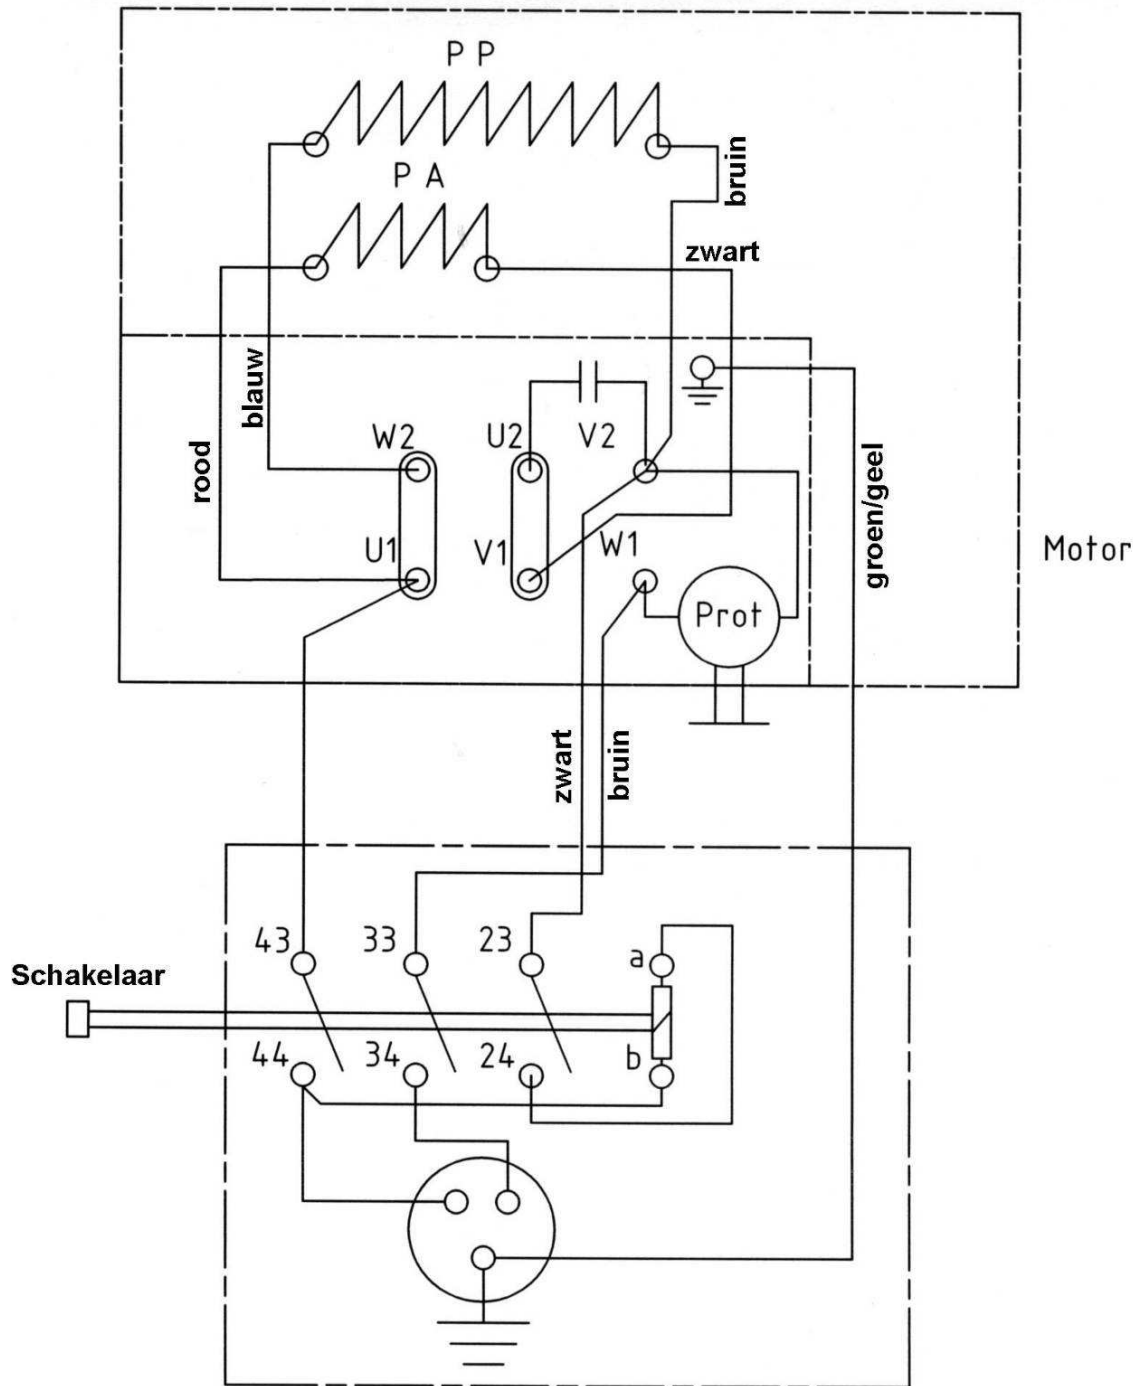 P P
bruin
P A
zwart
blauw
rood
W2
U2
V2
U1
V1
W1
groen/geel
Motor
Prot
zwart
bruin
43
33
23
a
Schakelaar
44
34
24
b